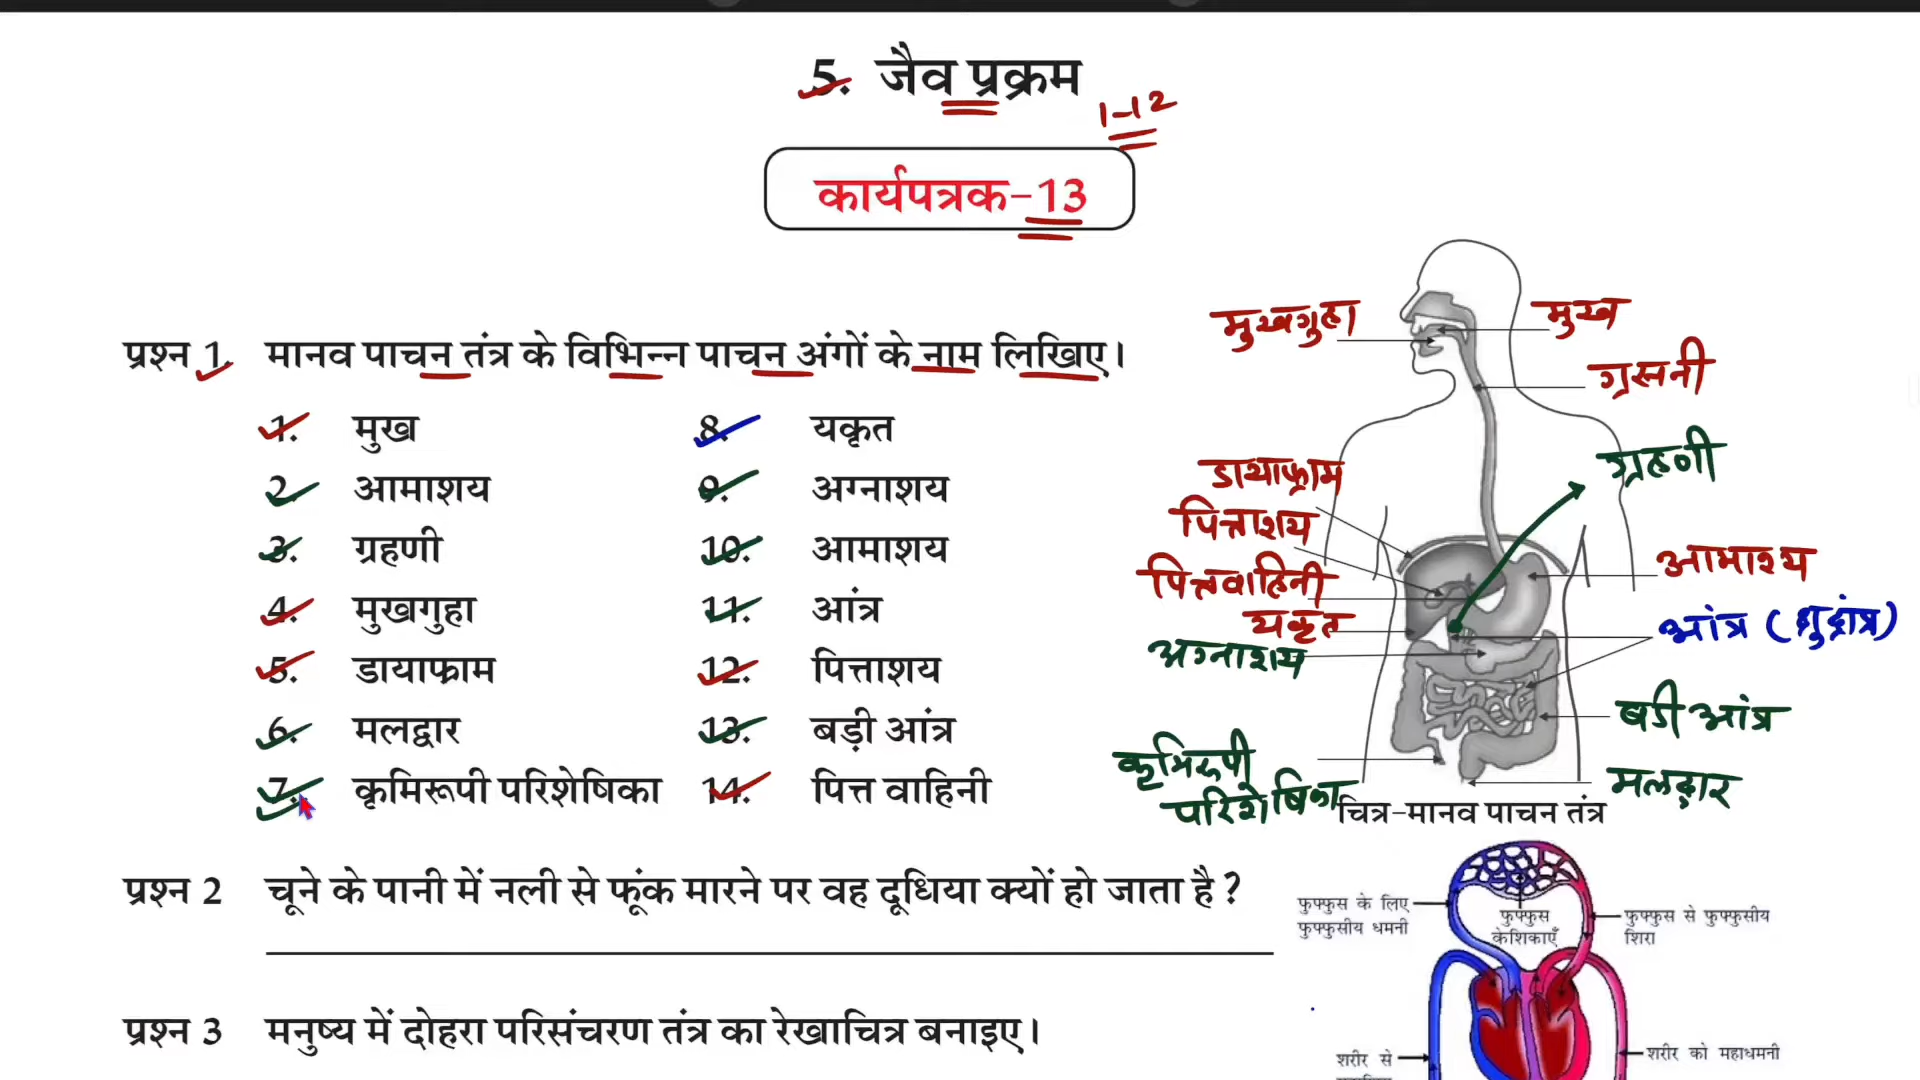 5. जैव प्रक्रम
1-12
कार्यपत्रक-13
प्रश्न 1. मानव पाचन तंत्र के विभिन्न पाचन अंगों के नाम लिखिए।
1. मुख
2. आमाशय
3. ग्रहणी
4. मुखगुहा
5. डायाफ्राम
6. मलद्वार
7. कृमिरूपी परिशेषिका
8. यकृत
9. अग्नाशय
10. आमाशय
11. आंत्र
12. पित्ताशय
13. बड़ी आंत्र
14. पित्त वाहिनी
मुखगुहा
मुख
ग्रसनी
ग्रहणी
डायाफ्राम
पित्ताशय
पित्तवाहिनी
यकृत
अग्नाशय
आमाश्य
आंत्र (क्षुद्रांत्र)
बडी आंत्र
कृमिरूपी
परिशेषिका
मलद्वार
चित्र-मानव पाचन तंत्र
प्रश्न 2 चूने के पानी में नली से फूंक मारने पर वह दूधिया क्यों हो जाता है ?
फुफ्फुस के लिए
फुफ्फुसीय धमनी
फुफ्फुस
केशिकाएँ
फुफ्फुस से फुफ्फुसीय
शिरा
प्रश्न 3 मनुष्य में दोहरा परिसंचरण तंत्र का रेखाचित्र बनाइए।
शरीर से
शरीर को महाधमनी